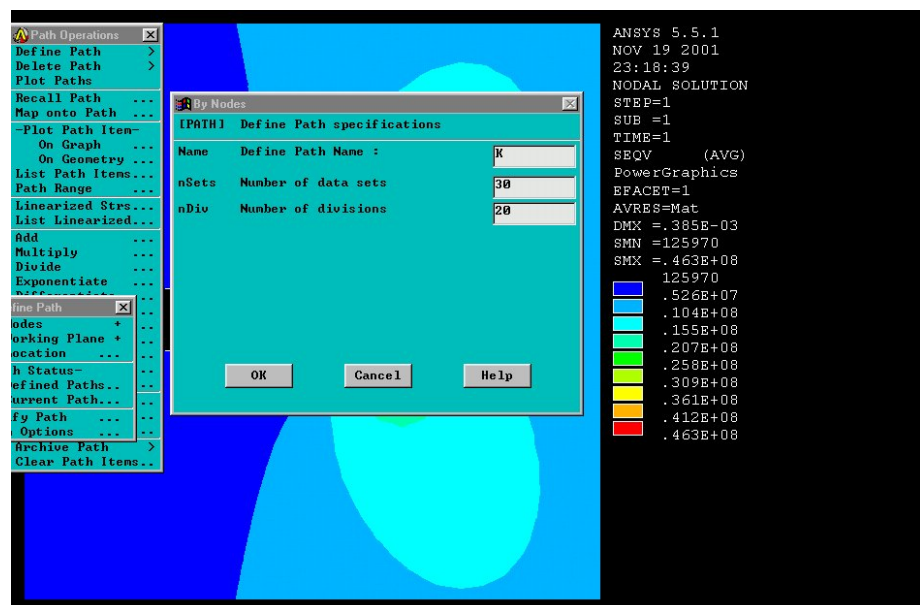 Path Operations
Define Path >
Delete Path >
Plot Paths
Recall Path ...
Map onto Path ...
-Plot Path Item-
On Graph ...
On Geometry ...
List Path Items...
Path Range ...
Linearized Strs...
List Linearized...
Add ...
Multiply ...
Divide ...
Exponentiate ...
fine Path
odes +
orking Plane +
ocation ...
h Status-
efined Paths..
urrent Path...
fy Path ...
Options ...
Archive Path >
Clear Path Items..
By Nodes
[PATH] Define Path specifications
Name Define Path Name : K
nSets Number of data sets 30
nDiv Number of divisions 20
OK Cancel Help
ANSYS 5.5.1
NOV 19 2001
23:18:39
NODAL SOLUTION
STEP=1
SUB =1
TIME=1
SEQV (AVG)
PowerGraphics
EFACET=1
AVRES=Mat
DMX =.385E-03
SMN =125970
SMX =.463E+08
125970
.526E+07
.104E+08
.155E+08
.207E+08
.258E+08
.309E+08
.361E+08
.412E+08
.463E+08